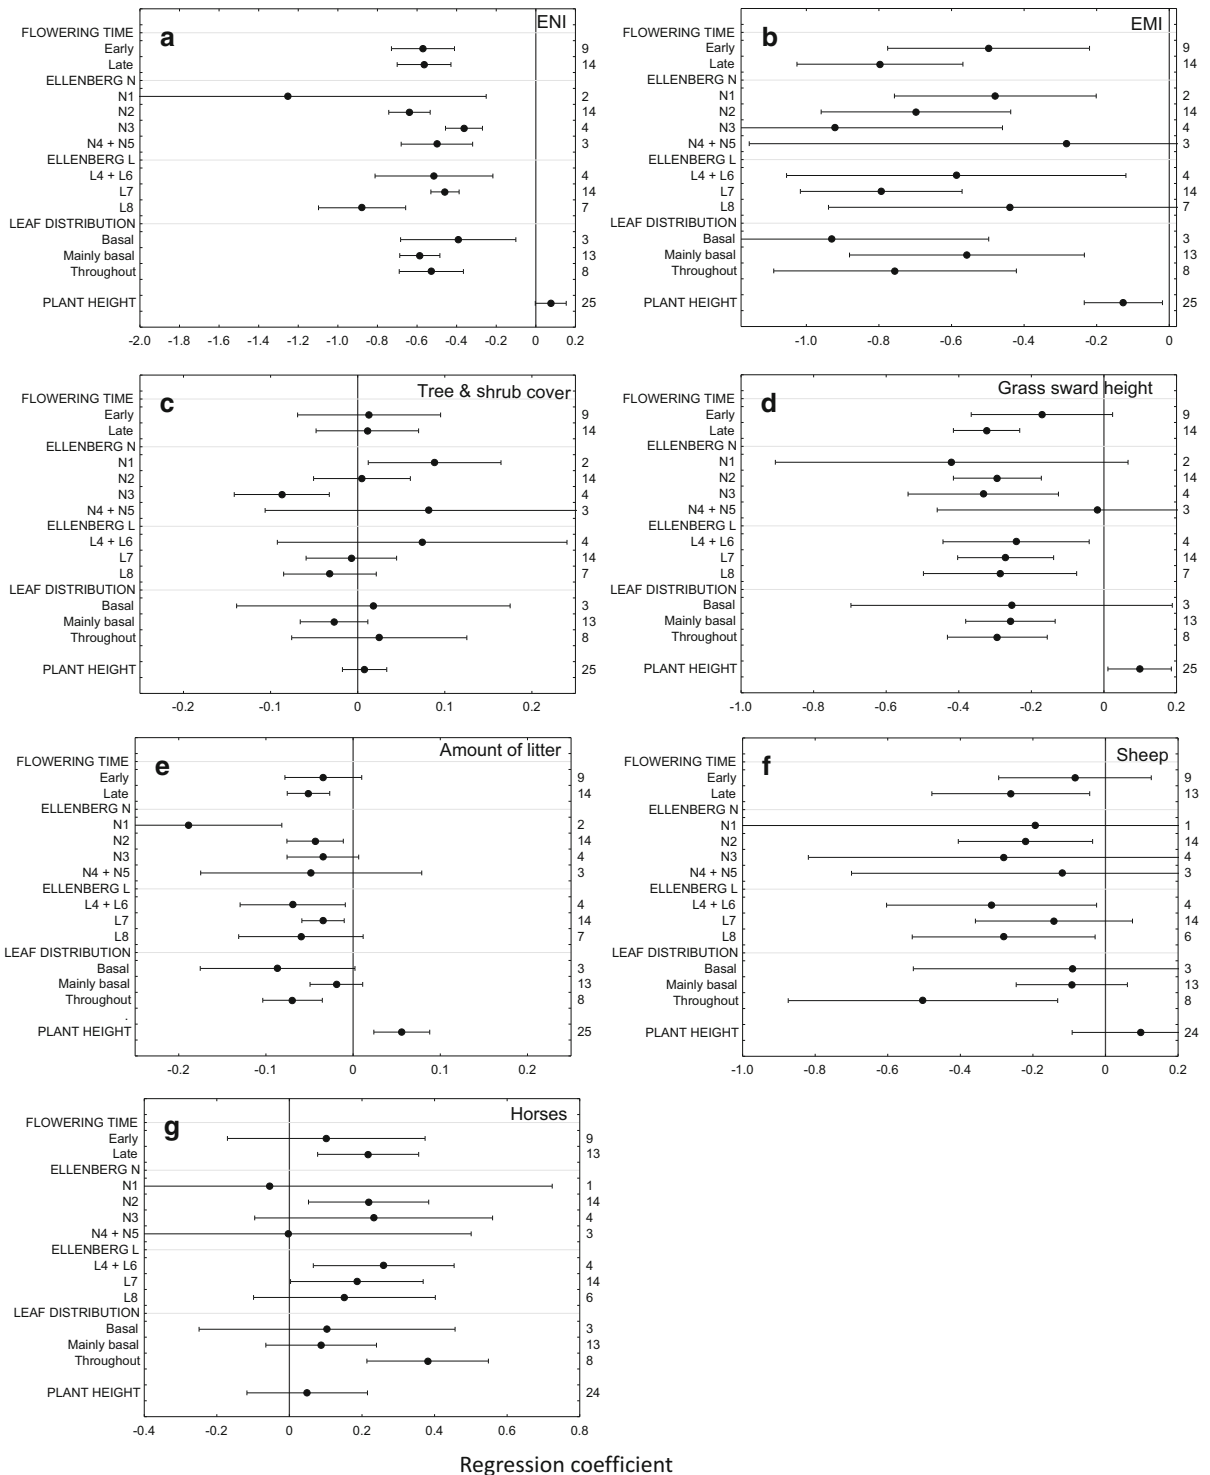 a ENI
FLOWERING TIME
Early 9
Late 14
ELLENBERG N
N1 2
N2 14
N3 4
N4 + N5 3
ELLENBERG L
L4 + L6 4
L7 14
L8 7
LEAF DISTRIBUTION
Basal 3
Mainly basal 13
Throughout 8
PLANT HEIGHT 25
-2.0 -1.8 -1.6 -1.4 -1.2 -1.0 -0.8 -0.6 -0.4 -0.2 0 0.2
b EMI
FLOWERING TIME
Early 9
Late 14
ELLENBERG N
N1 2
N2 14
N3 4
N4 + N5 3
ELLENBERG L
L4 + L6 4
L7 14
L8 7
LEAF DISTRIBUTION
Basal 3
Mainly basal 13
Throughout 8
PLANT HEIGHT 25
-1.0 -0.8 -0.6 -0.4 -0.2 0
c Tree & shrub cover
FLOWERING TIME
Early 9
Late 14
ELLENBERG N
N1 2
N2 14
N3 4
N4 + N5 3
ELLENBERG L
L4 + L6 4
L7 14
L8 7
LEAF DISTRIBUTION
Basal 3
Mainly basal 13
Throughout 8
PLANT HEIGHT 25
-0.2 -0.1 0 0.1 0.2
d Grass sward height
FLOWERING TIME
Early 9
Late 14
ELLENBERG N
N1 2
N2 14
N3 4
N4 + N5 3
ELLENBERG L
L4 + L6 4
L7 14
L8 7
LEAF DISTRIBUTION
Basal 3
Mainly basal 13
Throughout 8
PLANT HEIGHT 25
-1.0 -0.8 -0.6 -0.4 -0.2 0 0.2
e Amount of litter
FLOWERING TIME
Early 9
Late 14
ELLENBERG N
N1 2
N2 14
N3 4
N4 + N5 3
ELLENBERG L
L4 + L6 4
L7 14
L8 7
LEAF DISTRIBUTION
Basal 3
Mainly basal 13
Throughout 8
PLANT HEIGHT 25
-0.2 -0.1 0 0.1 0.2
f Sheep
FLOWERING TIME
Early 9
Late 13
ELLENBERG N
N1 1
N2 14
N3 4
N4 + N5 3
ELLENBERG L
L4 + L6 4
L7 14
L8 6
LEAF DISTRIBUTION
Basal 3
Mainly basal 13
Throughout 8
PLANT HEIGHT 24
-1.0 -0.8 -0.6 -0.4 -0.2 0 0.2
g Horses
FLOWERING TIME
Early 9
Late 13
ELLENBERG N
N1 1
N2 14
N3 4
N4 + N5 3
ELLENBERG L
L4 + L6 4
L7 14
L8 6
LEAF DISTRIBUTION
Basal 3
Mainly basal 13
Throughout 8
PLANT HEIGHT 24
-0.4 -0.2 0 0.2 0.4 0.6 0.8
Regression coefficient